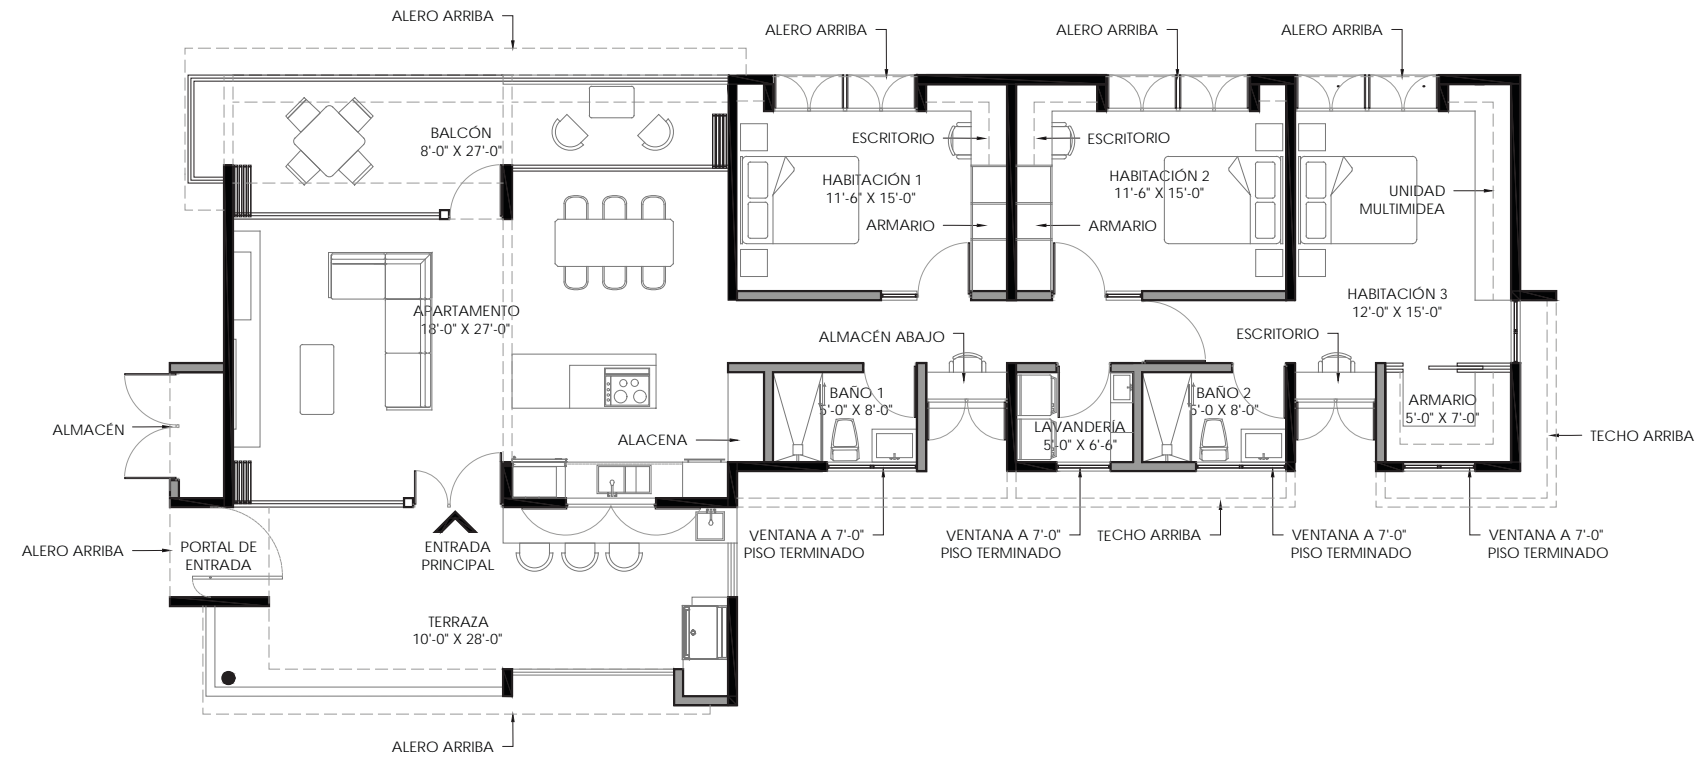 ALERO ARRIBA
ALERO ARRIBA
ALERO ARRIBA
ALERO ARRIBA
BALCÓN
8'-0" X 27'-0"
ESCRITORIO
ESCRITORIO
HABITACIÓN 1
11'-6" X 15'-0"
HABITACIÓN 2
11'-6" X 15'-0"
UNIDAD
MULTIMIDEA
ARMARIO
ARMARIO
HABITACIÓN 3
12'-0" X 15'-0"
APARTAMENTO
18'-0" X 27'-0"
ALMACÉN ABAJO
ESCRITORIO
BAÑO 1
5'-0" X 8'-0"
BAÑO 2
5'-0 X 8'-0"
ARMARIO
5'-0" X 7'-0"
ALMACÉN
ALACENA
LAVANDERÍA
5'-0" X 6'-6"
TECHO ARRIBA
ALERO ARRIBA
PORTAL DE
ENTRADA
ENTRADA
PRINCIPAL
VENTANA A 7'-0"
PISO TERMINADO
VENTANA A 7'-0"
PISO TERMINADO
TECHO ARRIBA
VENTANA A 7'-0"
PISO TERMINADO
VENTANA A 7'-0"
PISO TERMINADO
TERRAZA
10'-0" X 28'-0"
ALERO ARRIBA